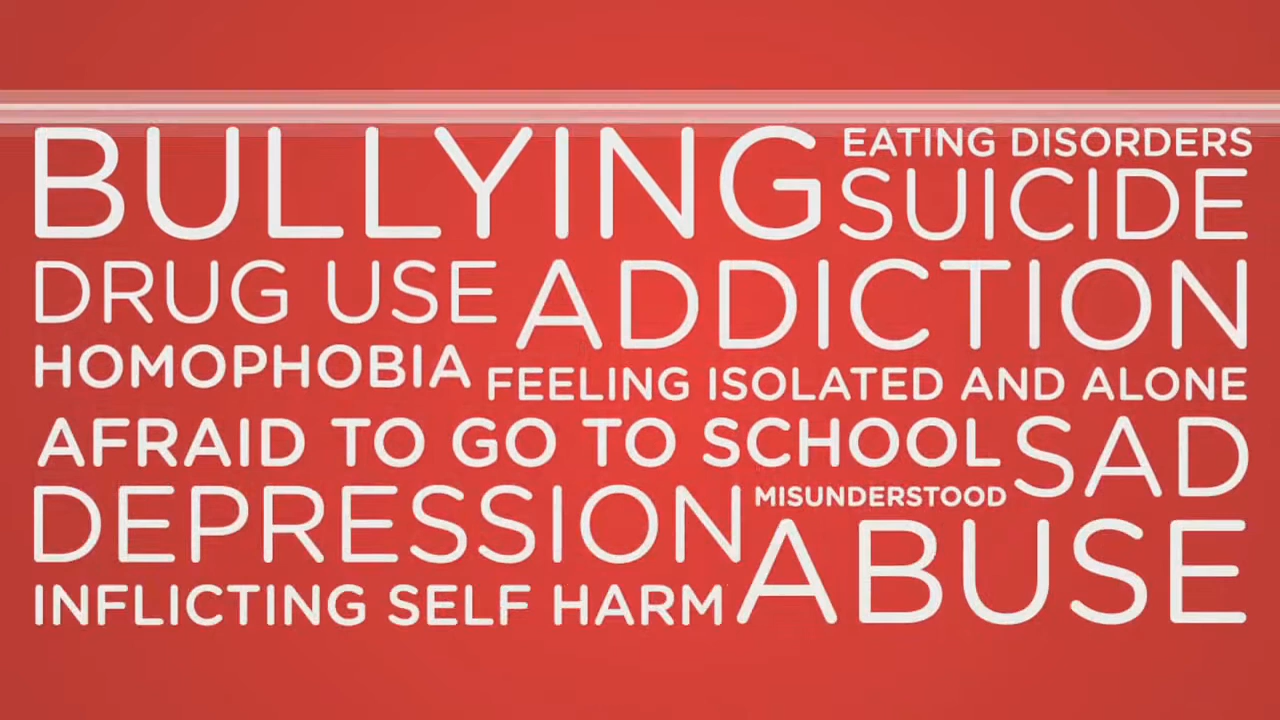 BULLYING
EATING DISORDERS
SUICIDE
DRUG USE
ADDICTION
HOMOPHOBIA
FEELING ISOLATED AND ALONE
AFRAID TO GO TO SCHOOL
SAD
DEPRESSION
MISUNDERSTOOD
ABUSE
INFLICTING SELF HARM